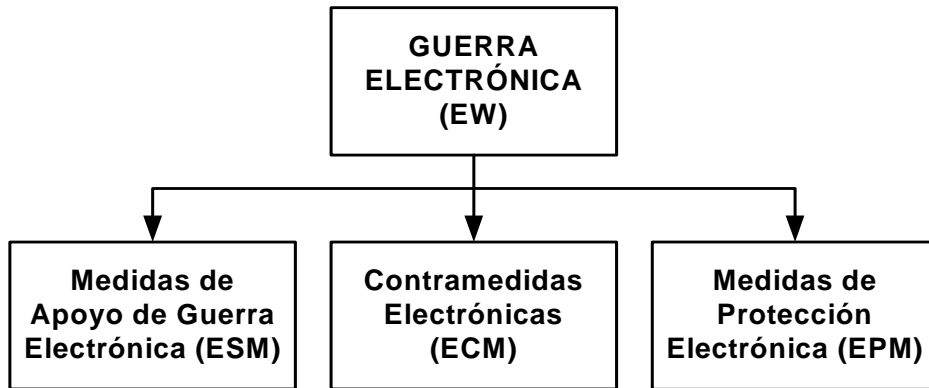 GUERRA
ELECTRÓNICA
(EW)
Medidas de
Apoyo de Guerra
Electrónica (ESM)
Contramedidas
Electrónicas
(ECM)
Medidas de
Protección
Electrónica (EPM)